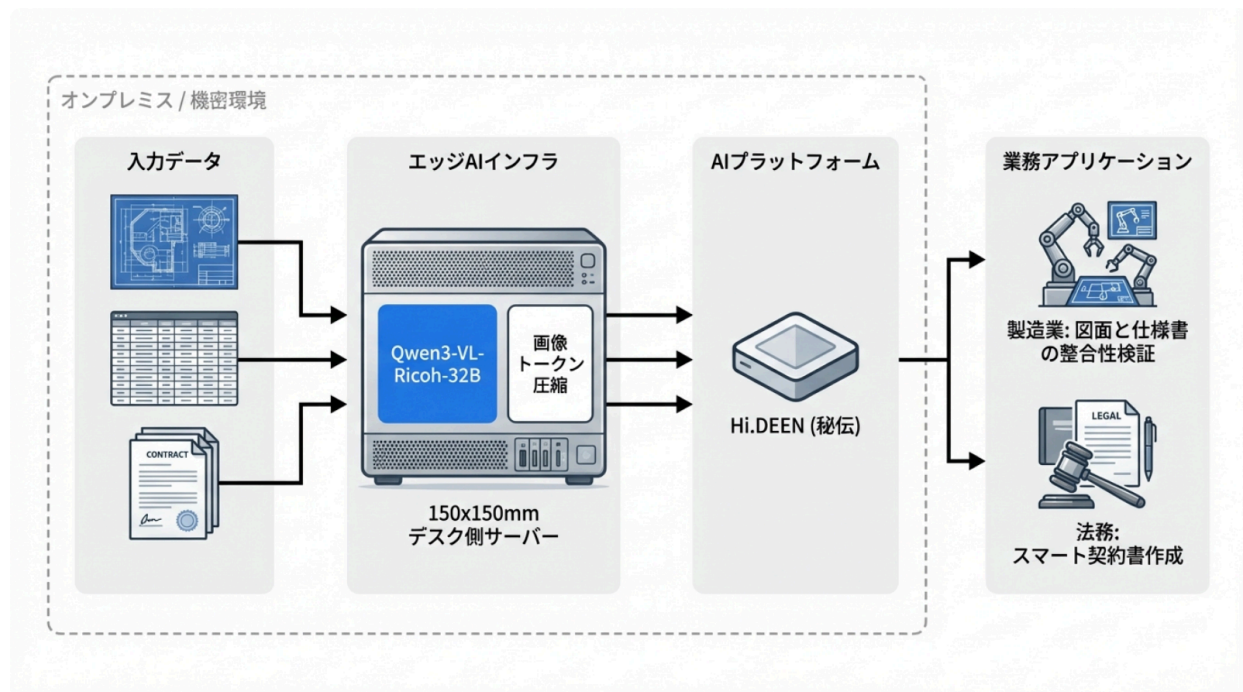 オンプレミス / 機密環境
入力データ
CONTRACT
エッジAIインフラ
Qwen3-VL-
Ricoh-32B
画像
トークン
圧縮
150x150mm
デスク側サーバー
AIプラットフォーム
Hi.DEEN (秘伝)
業務アプリケーション
製造業: 図面と仕様書
の整合性検証
LEGAL
法務:
スマート契約書作成